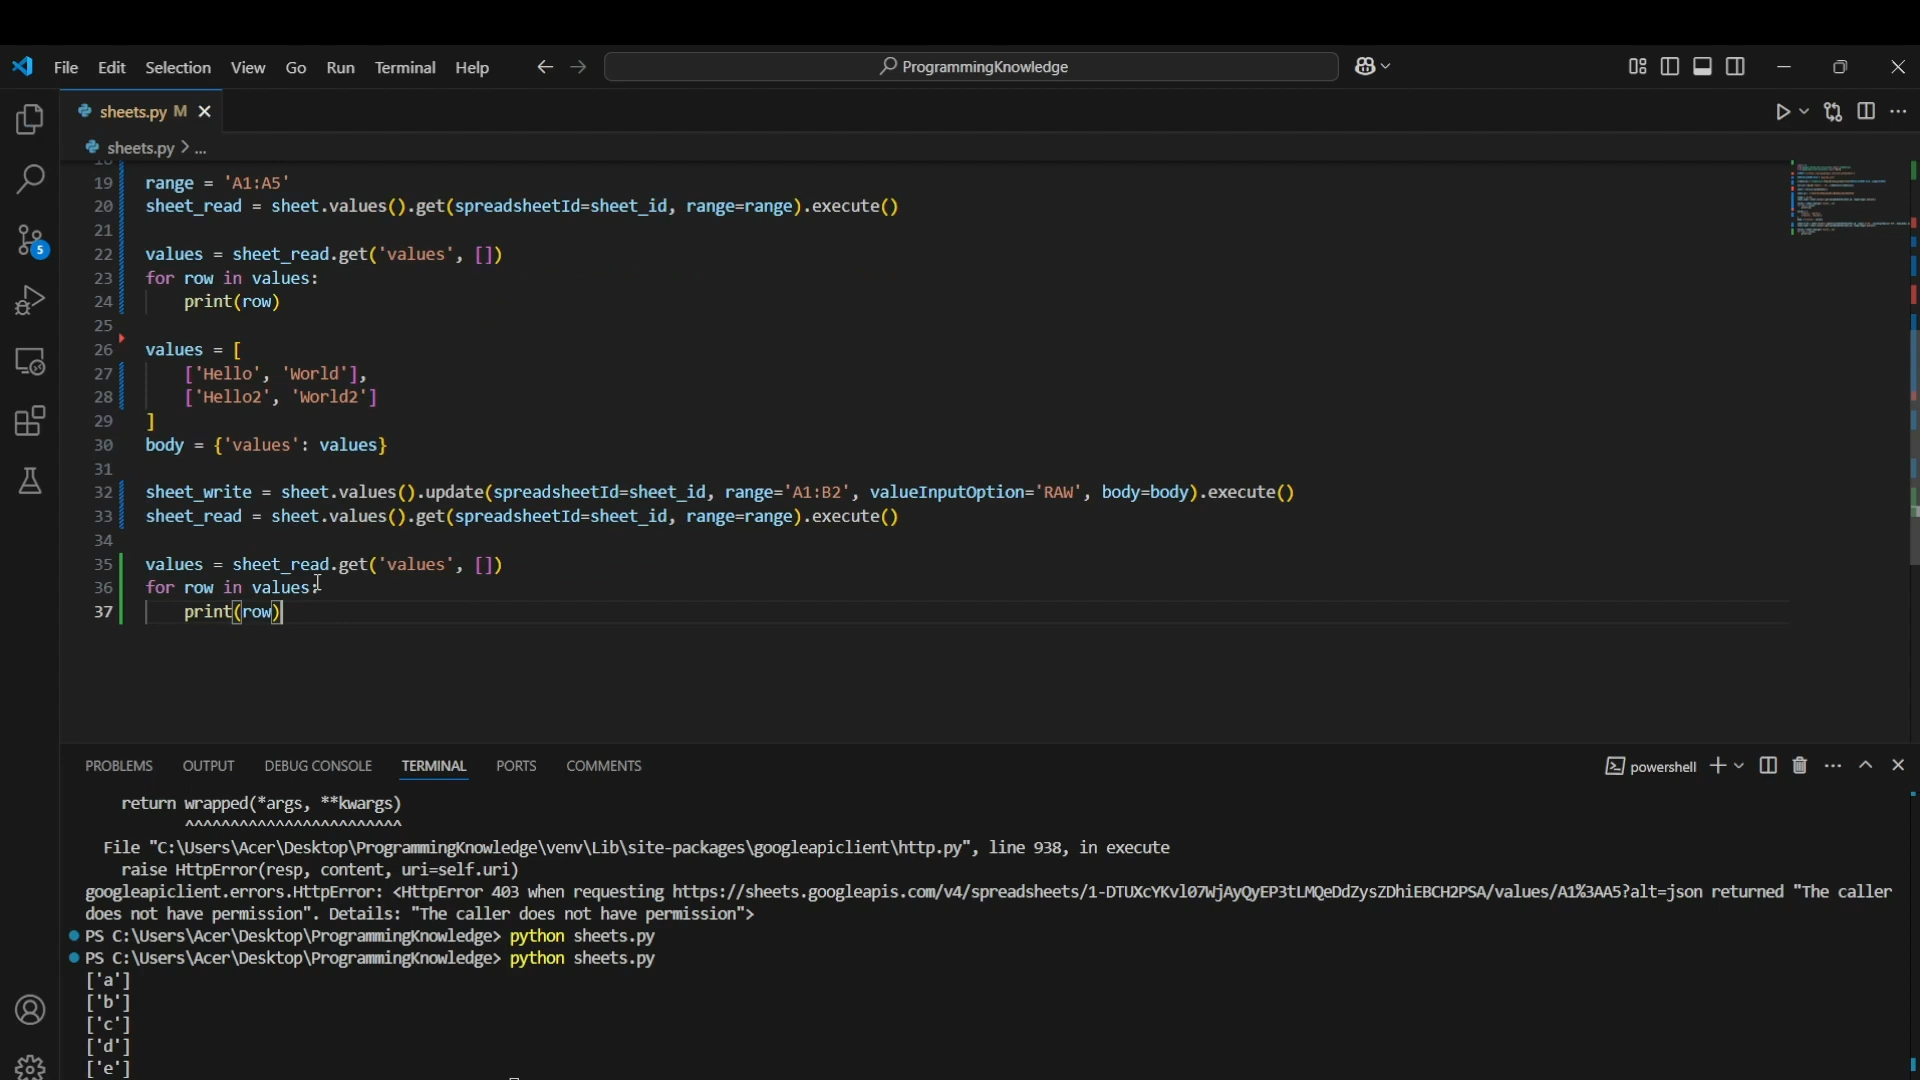 File Edit Selection View Go Run Terminal Help ProgrammingKnowledge
sheets.py M
sheets.py > ...
19 range = 'A1:A5'
20 sheet_read = sheet.values().get(spreadsheetId=sheet_id, range=range).execute()
21
22 values = sheet_read.get('values', [])
23 for row in values:
24 print(row)
25
26 values = [
27 ['Hello', 'World'],
28 ['Hello2', 'World2']
29 ]
30 body = {'values': values}
31
32 sheet_write = sheet.values().update(spreadsheetId=sheet_id, range='A1:B2', valueInputOption='RAW', body=body).execute()
33 sheet_read = sheet.values().get(spreadsheetId=sheet_id, range=range).execute()
34
35 values = sheet_read.get('values', [])
36 for row in values:
37 print(row)
5
PROBLEMS OUTPUT DEBUG CONSOLE TERMINAL PORTS COMMENTS powershell
return wrapped(*args, **kwargs)
^^^^^^^^^^^^^^^^^^^^^^^^
File "C:\Users\Acer\Desktop\ProgrammingKnowledge\venv\Lib\site-packages\googleapiclient\http.py", line 938, in execute
raise HttpError(resp, content, uri=self.uri)
googleapiclient.errors.HttpError: <HttpError 403 when requesting https://sheets.googleapis.com/v4/spreadsheets/1-DTUXcYKvl07WjAyQyEP3tLMQeDdZysZDhiEBCH2PSA/values/A1%3AA5?alt=json returned "The caller
does not have permission". Details: "The caller does not have permission">
PS C:\Users\Acer\Desktop\ProgrammingKnowledge> python sheets.py
PS C:\Users\Acer\Desktop\ProgrammingKnowledge> python sheets.py
['a']
['b']
['c']
['d']
['e']